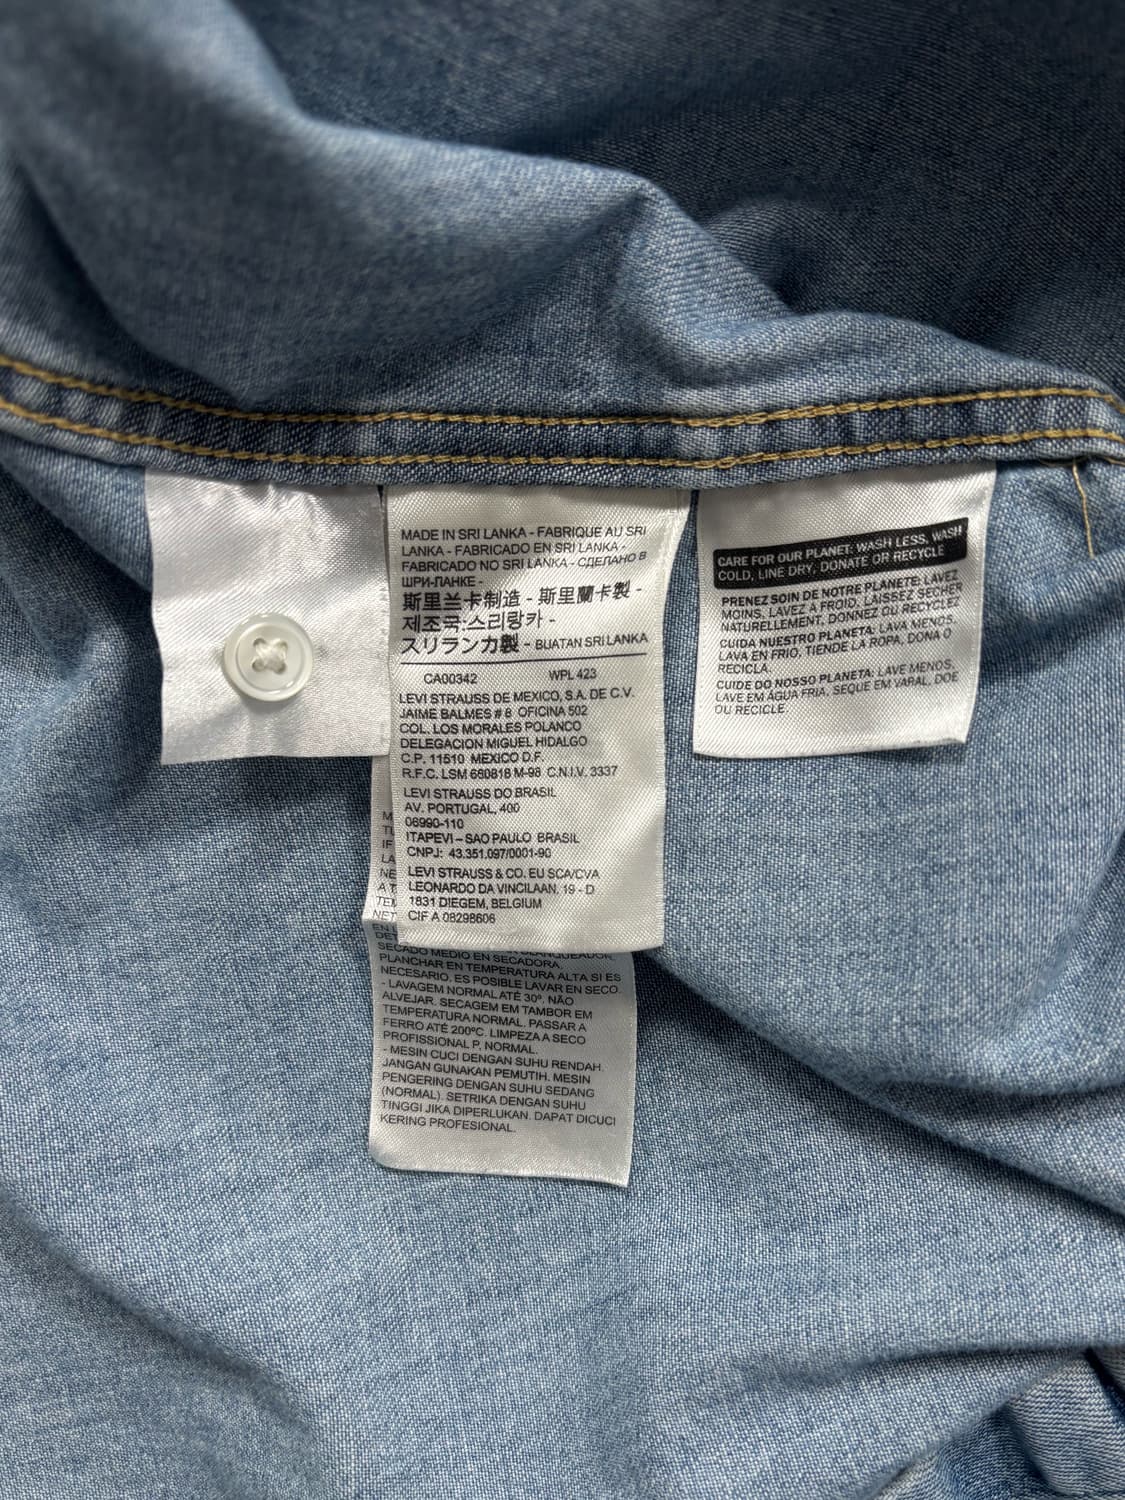 MADE IN SRI LANKA - FABRIQUE AU SRI
LANKA - FABRICADO EN SRI LANKA -
FABRICADO NO SRI LANKA - СДЕЛАНО В
ШРИ-ЛАНКЕ -
斯里兰卡制造 - 斯里蘭卡製 -
제조국:스리랑카 -
スリランカ製 - BUATAN SRI LANKA
CA00342 WPL 423
LEVI STRAUSS DE MEXICO, S.A. DE C.V.
JAIME BALMES # 8 OFICINA 502
COL. LOS MORALES POLANCO
DELEGACION MIGUEL HIDALGO
C.P. 11510 MEXICO D.F.
R.F.C. LSM 680818 M-98 C.N.I.V. 3337
LEVI STRAUSS DO BRASIL
AV. PORTUGAL, 400
06990-110
ITAPEVI – SAO PAULO BRASIL
CNPJ: 43.351.097/0001-90
LEVI STRAUSS & CO. EU SCA/CVA
LEONARDO DA VINCILAAN, 19 - D
1831 DIEGEM, BELGIUM
CIF A 08298606
SECADO MEDIO EN SECADORA.
PLANCHAR EN TEMPERATURA ALTA SI ES
NECESARIO. ES POSIBLE LAVAR EN SECO.
- LAVAGEM NORMAL ATÉ 30º. NÃO
ALVEJAR. SECAGEM EM TAMBOR EM
TEMPERATURA NORMAL. PASSAR A
FERRO ATÉ 200ºC. LIMPEZA A SECO
PROFISSIONAL P, NORMAL.
- MESIN CUCI DENGAN SUHU RENDAH.
JANGAN GUNAKAN PEMUTIH. MESIN
PENGERING DENGAN SUHU SEDANG
(NORMAL). SETRIKA DENGAN SUHU
TINGGI JIKA DIPERLUKAN. DAPAT DICUCI
KERING PROFESIONAL.
CARE FOR OUR PLANET: WASH LESS, WASH
COLD, LINE DRY, DONATE OR RECYCLE
PRENEZ SOIN DE NOTRE PLANETE: LAVEZ
MOINS, LAVEZ A FROID, LAISSEZ SECHER
NATURELLEMENT, DONNEZ OU RECYCLEZ
CUIDA NUESTRO PLANETA: LAVA MENOS,
LAVA EN FRIO, TIENDE LA ROPA, DONA O
RECICLA.
CUIDE DO NOSSO PLANETA: LAVE MENOS,
LAVE EM ÁGUA FRIA, SEQUE EM VARAL, DOE
OU RECICLE.